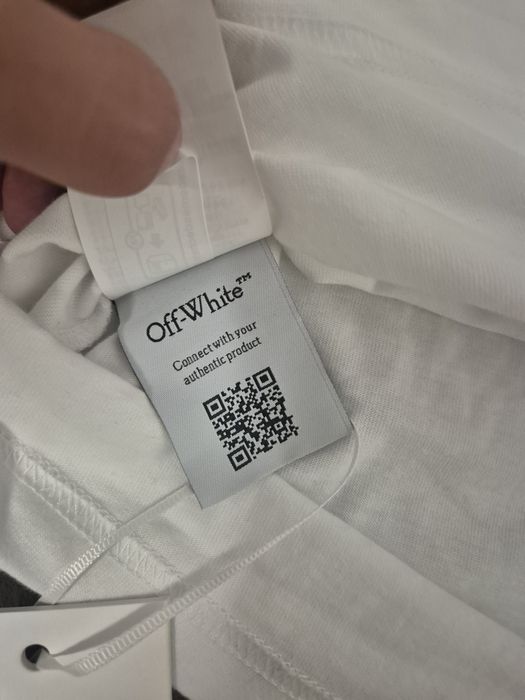 Off-White™
Connect with your
authentic product